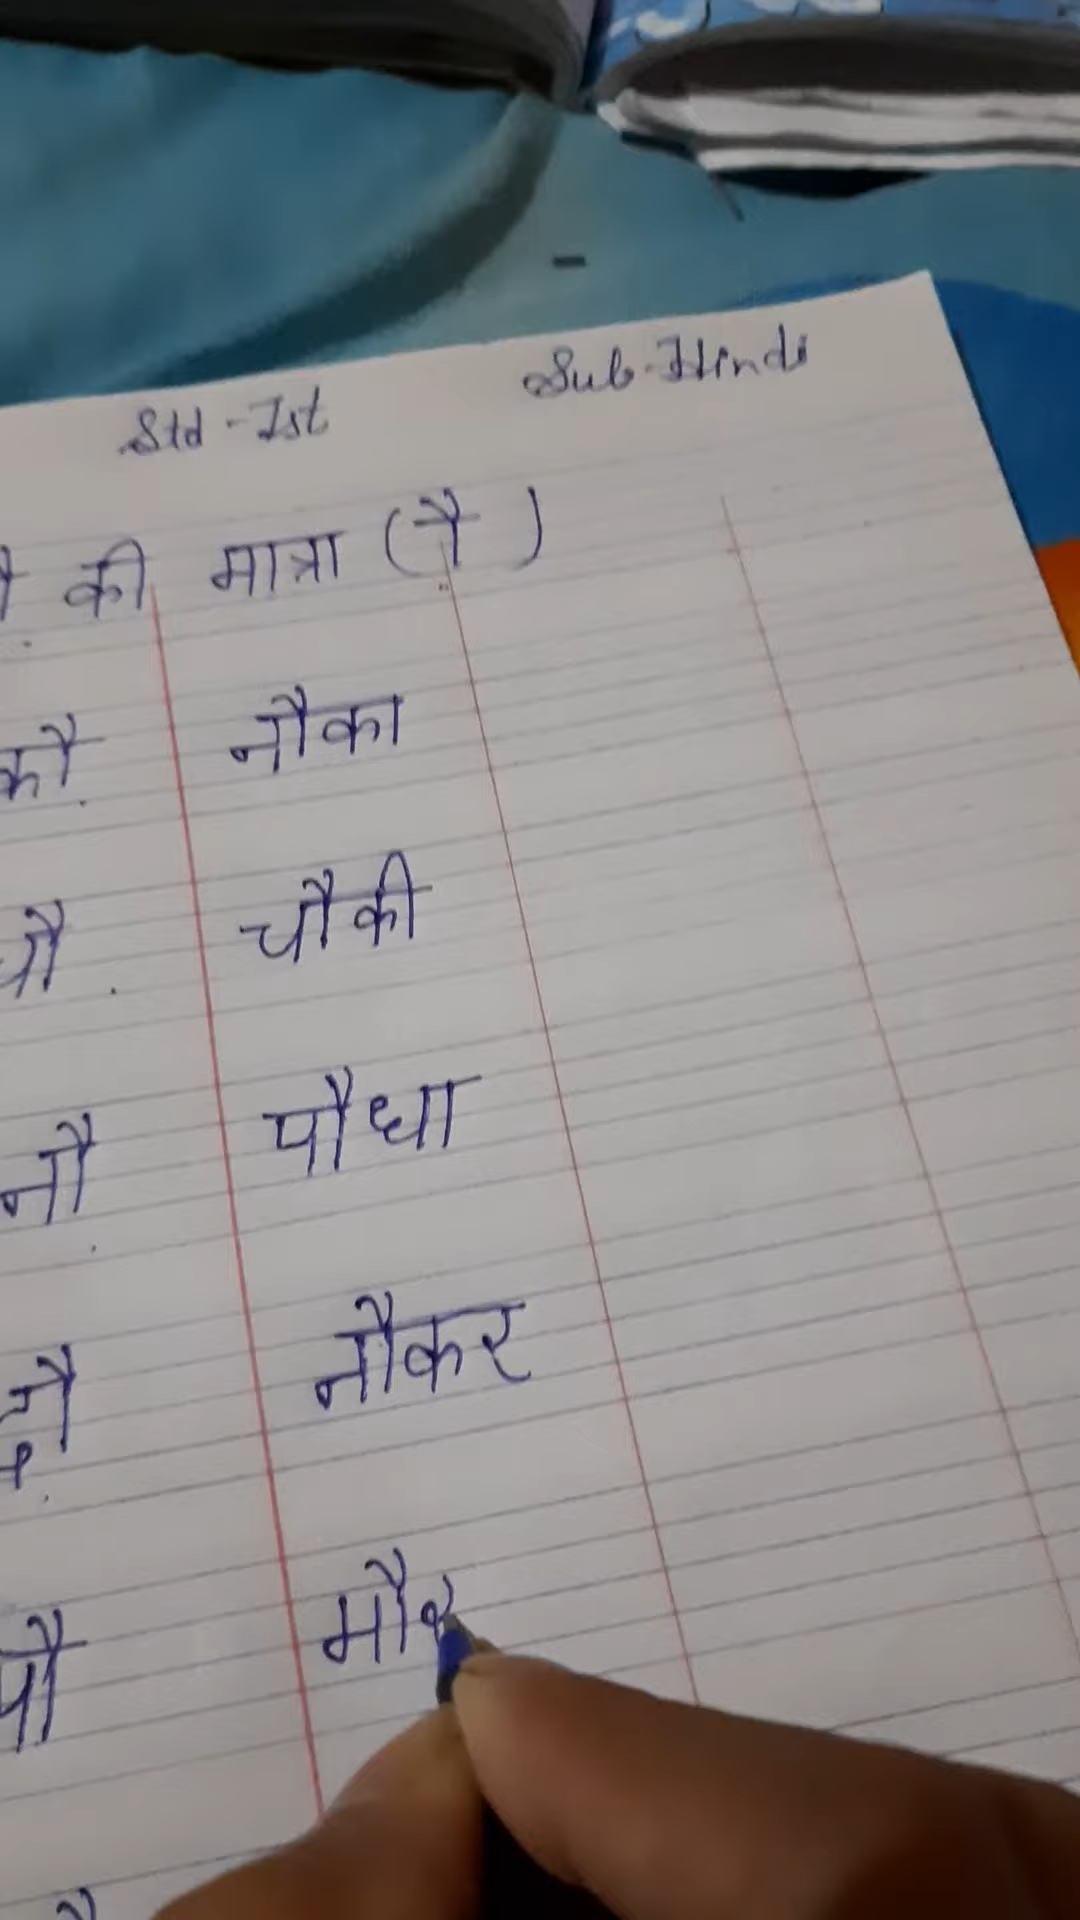 Std-Ist Sub-Hindi
की मात्रा (ौ)
कौ नौका
चौकी
नौ पौधा
दौ नौकर
पौ